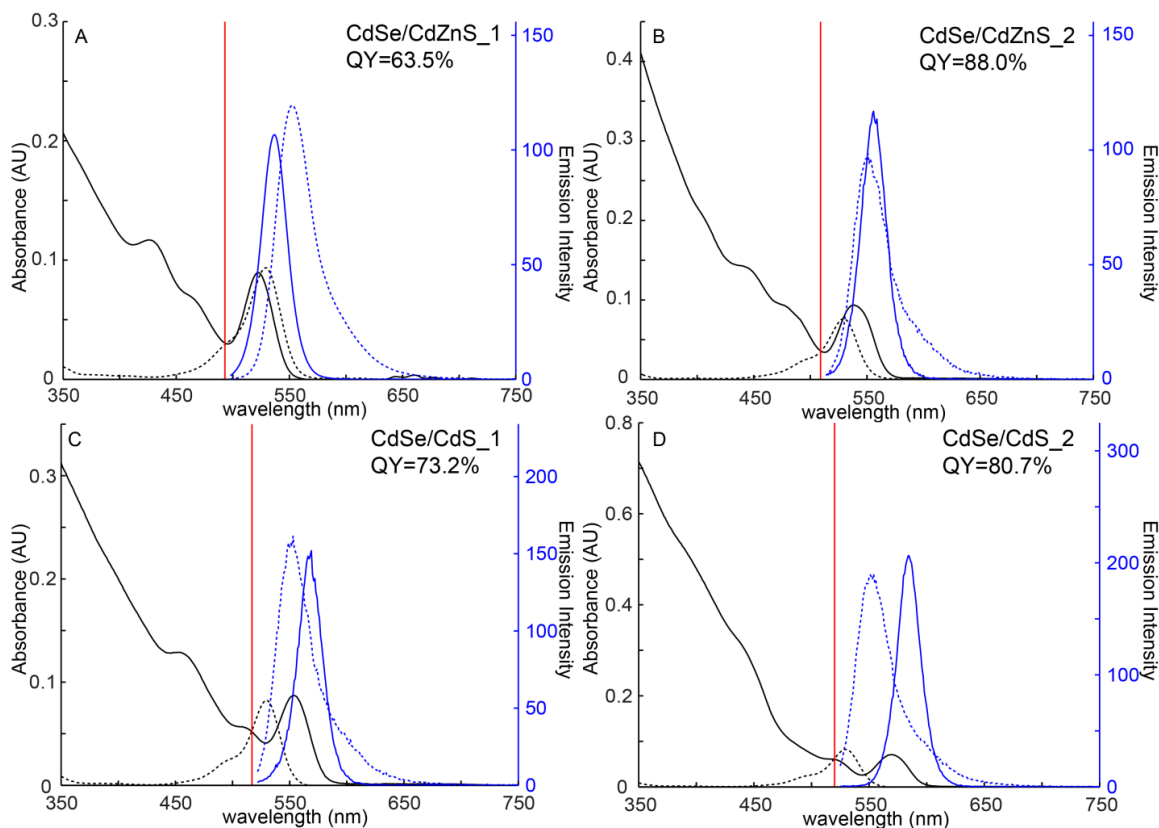 A
CdSe/CdZnS_1
QY=63.5%
0.3
0.2
0.1
0
Absorbance (AU)
150
100
50
0
Emission Intensity
350
450
550
650
750
wavelength (nm)
B
CdSe/CdZnS_2
QY=88.0%
0.4
0.3
0.2
0.1
0
Absorbance (AU)
150
100
50
0
Emission Intensity
350
450
550
650
750
wavelength (nm)
C
CdSe/CdS_1
QY=73.2%
0.3
0.2
0.1
0
Absorbance (AU)
200
150
100
50
0
Emission Intensity
350
450
550
650
750
wavelength (nm)
D
CdSe/CdS_2
QY=80.7%
0.8
0.6
0.4
0.2
0
Absorbance (AU)
300
200
100
0
Emission Intensity
350
450
550
650
750
wavelength (nm)